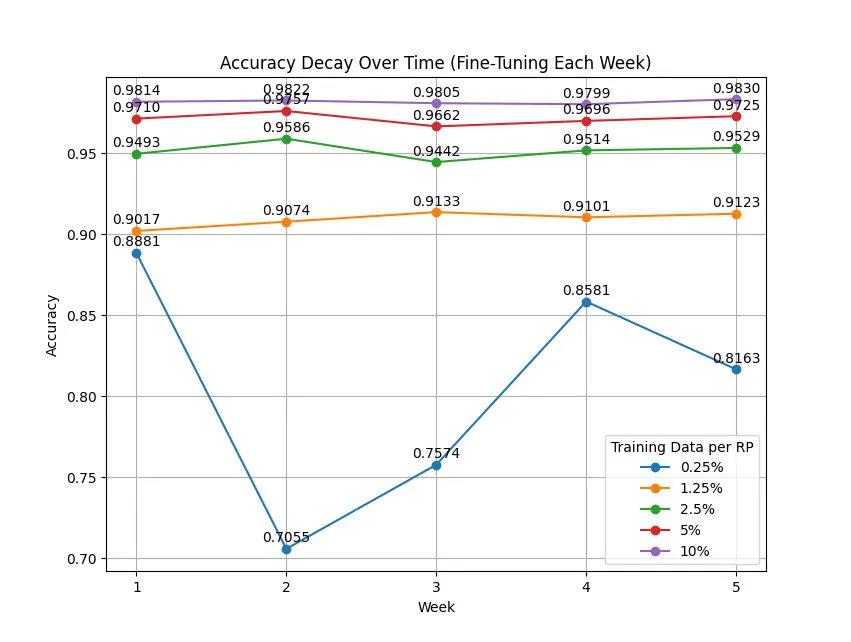 Accuracy Decay Over Time (Fine-Tuning Each Week)
0.9814 0.9822 0.9805 0.9799 0.9830
0.9710 0.9757 0.9662 0.9696 0.9725
0.9493 0.9586 0.9442 0.9514 0.9529
0.9017 0.9074 0.9133 0.9101 0.9123
0.8881 0.7055 0.7574 0.8581 0.8163
Accuracy
0.95
0.90
0.85
0.80
0.75
0.70
Training Data per RP
0.25%
1.25%
2.5%
5%
10%
1 2 3 4 5
Week